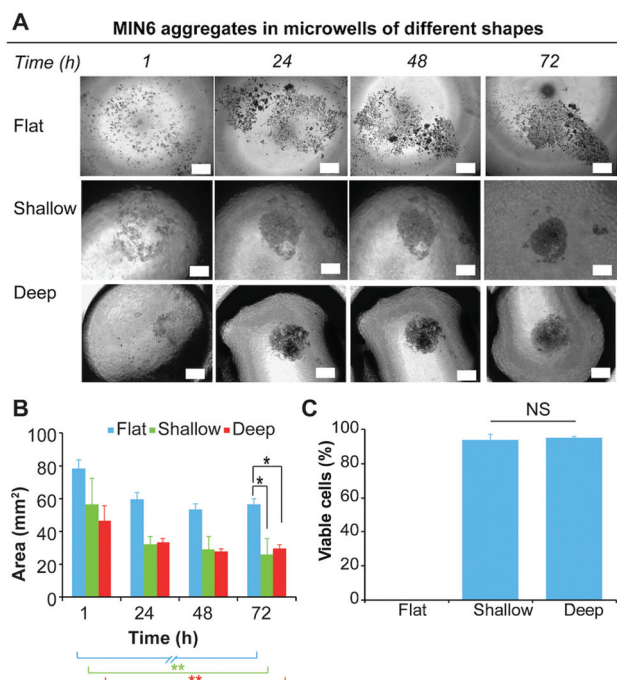 A
MIN6 aggregates in microwells of different shapes
Time (h) 1 24 48 72
Flat
Shallow
Deep
B
Flat Shallow Deep
Area (mm²)
80
60
40
20
0
* *
1 24 48 72
Time (h)
**
**
C
NS
Viable cells (%)
100
80
60
40
20
0
Flat Shallow Deep